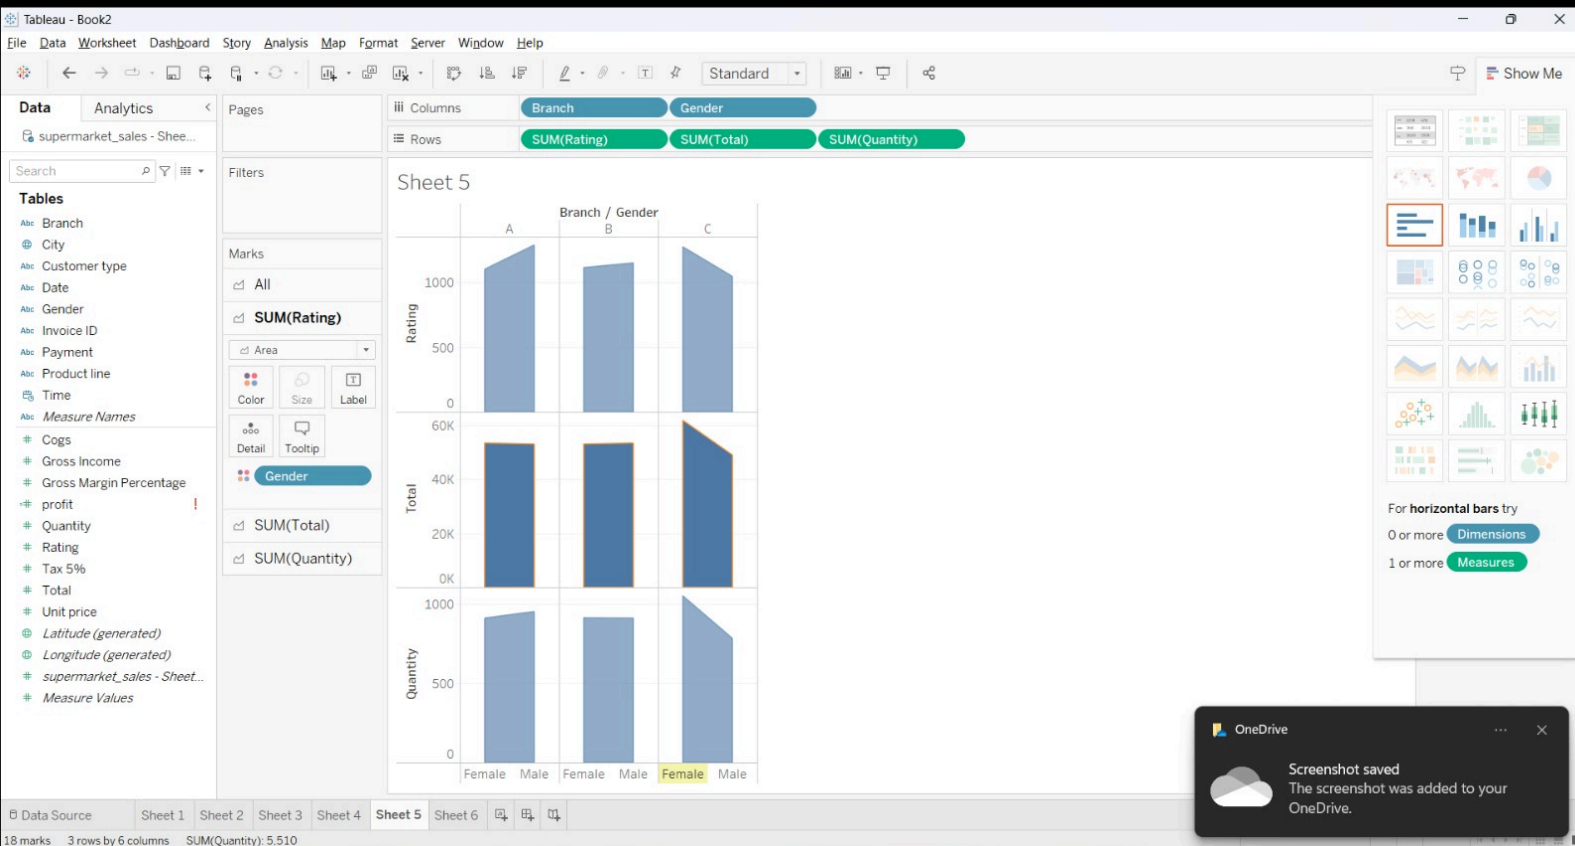 Tableau - Book2
File Data Worksheet Dashboard Story Analysis Map Format Server Window Help
Standard
Show Me
Data Analytics
supermarket_sales - Shee...
Search
Tables
Abc Branch
City
Abc Customer type
Abc Date
Abc Gender
Abc Invoice ID
Abc Payment
Abc Product line
Time
Abc Measure Names
# Cogs
# Gross Income
# Gross Margin Percentage
# profit !
# Quantity
# Rating
# Tax 5%
# Total
# Unit price
Latitude (generated)
Longitude (generated)
# supermarket_sales - Sheet...
# Measure Values
Pages
Filters
Marks
All
SUM(Rating)
Area
Color Size Label
Detail Tooltip
Gender
SUM(Total)
SUM(Quantity)
Columns Branch Gender
Rows SUM(Rating) SUM(Total) SUM(Quantity)
Sheet 5
Branch / Gender
A B C
Rating
1000
500
0
Total
60K
40K
20K
0K
Quantity
1000
500
0
Female Male Female Male Female Male
For horizontal bars try
0 or more Dimensions
1 or more Measures
OneDrive
Screenshot saved
The screenshot was added to your
OneDrive.
Data Source Sheet 1 Sheet 2 Sheet 3 Sheet 4 Sheet 5 Sheet 6
18 marks 3 rows by 6 columns SUM(Quantity): 5,510